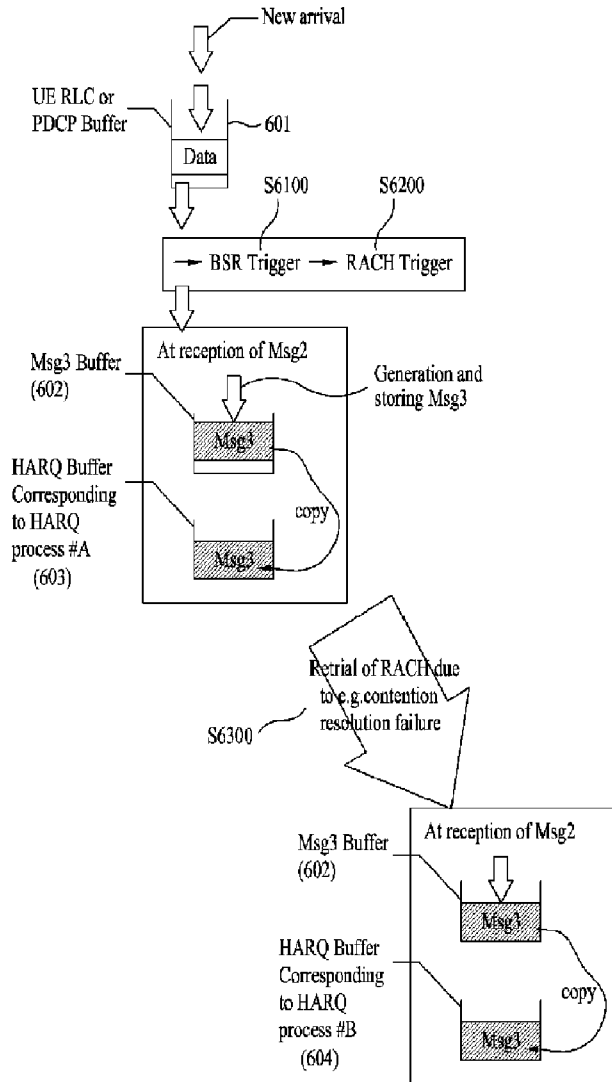 New arrival
UE RLC or
PDCP Buffer
601
Data
S6100
S6200
BSR Trigger
RACH Trigger
At reception of Msg2
Msg3 Buffer
(602)
Generation and
storing Msg3
Msg3
HARQ Buffer
Corresponding
to HARQ
process #A
(603)
copy
Msg3
Retrial of RACH due
to e.g.contention
resolution failure
S6300
At reception of Msg2
Msg3 Buffer
(602)
Msg3
HARQ Buffer
Corresponding
to HARQ
process #B
(604)
copy
Msg3